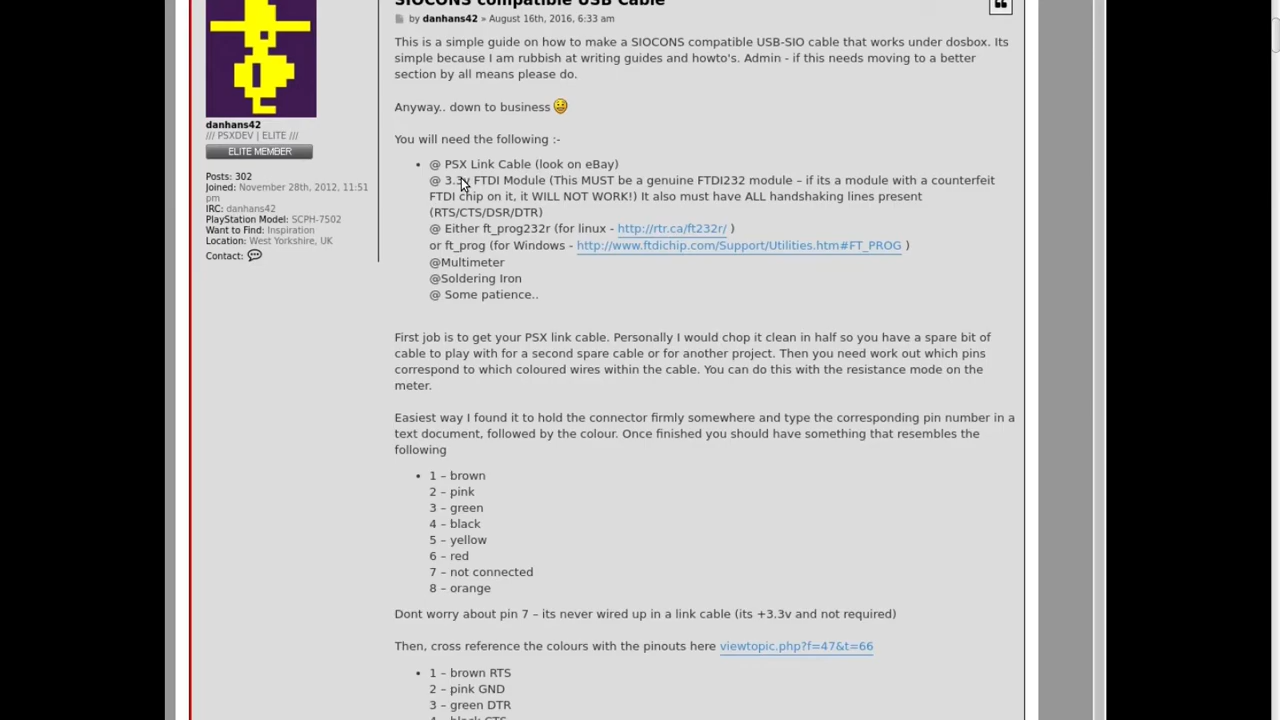 SIOCONS compatible USB Cable
by danhans42 » August 16th, 2016, 6:33 am
This is a simple guide on how to make a SIOCONS compatible USB-SIO cable that works under dosbox. Its
simple because I am rubbish at writing guides and howto's. Admin - if this needs moving to a better
section by all means please do.
Anyway.. down to business
You will need the following :-
• @ PSX Link Cable (look on eBay)
@ 3.3v FTDI Module (This MUST be a genuine FTDI232 module – if its a module with a counterfeit
FTDI chip on it, it WILL NOT WORK!) It also must have ALL handshaking lines present
(RTS/CTS/DSR/DTR)
@ Either ft_prog232r (for linux - http://rtr.ca/ft232r/ )
or ft_prog (for Windows - http://www.ftdichip.com/Support/Utilities.htm#FT_PROG )
@Multimeter
@Soldering Iron
@ Some patience..
First job is to get your PSX link cable. Personally I would chop it clean in half so you have a spare bit of
cable to play with for a second spare cable or for another project. Then you need work out which pins
correspond to which coloured wires within the cable. You can do this with the resistance mode on the
meter.
Easiest way I found it to hold the connector firmly somewhere and type the corresponding pin number in a
text document, followed by the colour. Once finished you should have something that resembles the
following
• 1 – brown
2 – pink
3 – green
4 – black
5 – yellow
6 – red
7 – not connected
8 – orange
Dont worry about pin 7 – its never wired up in a link cable (its +3.3v and not required)
Then, cross reference the colours with the pinouts here viewtopic.php?f=47&t=66
• 1 – brown RTS
2 – pink GND
3 – green DTR
4 – black CTS
danhans42
/// PSXDEV | ELITE ///
ELITE MEMBER
Posts: 302
Joined: November 28th, 2012, 11:51
pm
IRC: danhans42
PlayStation Model: SCPH-7502
Want to Find: Inspiration
Location: West Yorkshire, UK
Contact: